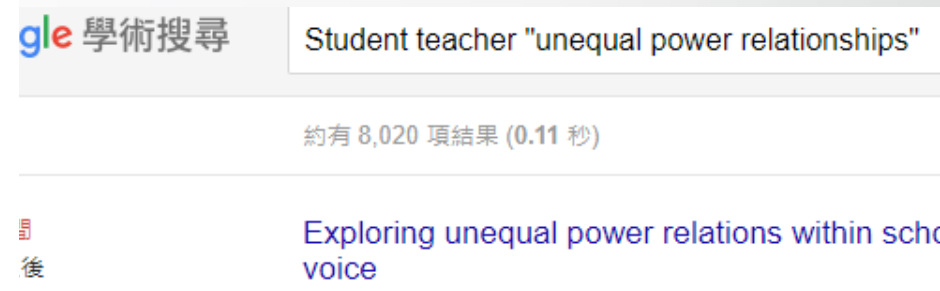 gle 學術搜尋
Student teacher "unequal power relationships"
約有 8,020 項結果 (0.11 秒)
Exploring unequal power relations within
後
voice